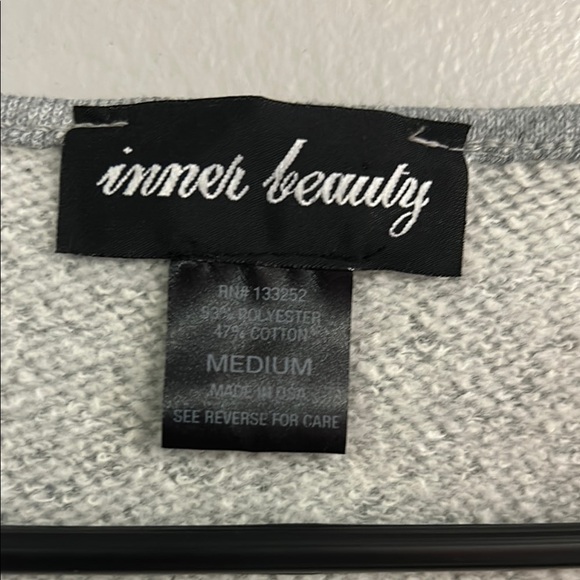 inner beauty
RN# 133252
53% POLYESTER
47% COTTON
MEDIUM
MADE IN USA
SEE REVERSE FOR CARE